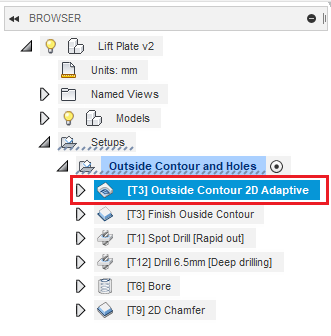 BROWSER
Lift Plate v2
Units: mm
Named Views
Models
Setups
Outside Contour and Holes
[T3] Outside Contour 2D Adaptive
[T3] Finish Ouside Contour
[T1] Spot Drill [Rapid out]
[T12] Drill 6.5mm [Deep drilling]
[T6] Bore
[T9] 2D Chamfer